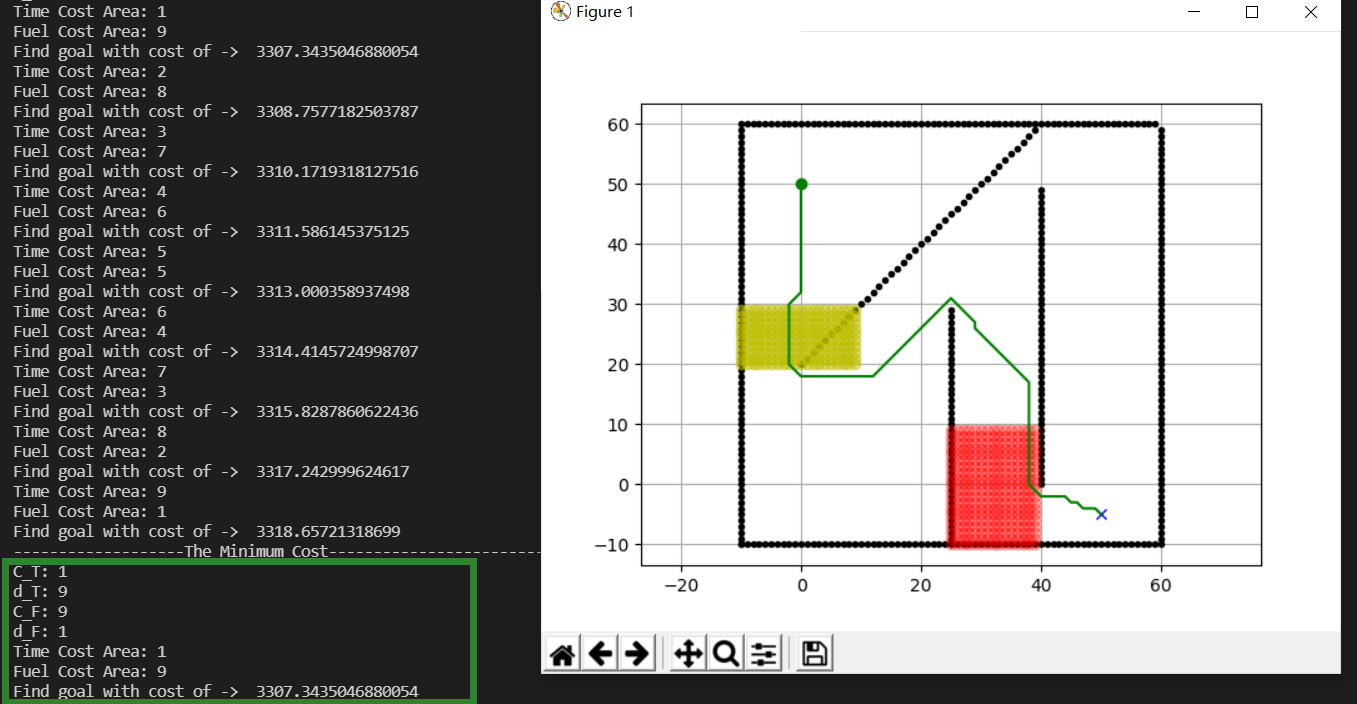 Time Cost Area: 1
Fuel Cost Area: 9
Find goal with cost of ->  3307.3435046880054
Time Cost Area: 2
Fuel Cost Area: 8
Find goal with cost of ->  3308.7577182503787
Time Cost Area: 3
Fuel Cost Area: 7
Find goal with cost of ->  3310.1719318127516
Time Cost Area: 4
Fuel Cost Area: 6
Find goal with cost of ->  3311.586145375125
Time Cost Area: 5
Fuel Cost Area: 5
Find goal with cost of ->  3313.000358937498
Time Cost Area: 6
Fuel Cost Area: 4
Find goal with cost of ->  3314.4145724998707
Time Cost Area: 7
Fuel Cost Area: 3
Find goal with cost of ->  3315.8287860622436
Time Cost Area: 8
Fuel Cost Area: 2
Find goal with cost of ->  3317.242999624617
Time Cost Area: 9
Fuel Cost Area: 1
Find goal with cost of ->  3318.65721318699
-------------------The Minimum Cost------------------------
C_T: 1
d_T: 9
C_F: 9
d_F: 1
Time Cost Area: 1
Fuel Cost Area: 9
Find goal with cost of ->  3307.3435046880054
Figure 1
60
50
40
30
20
10
0
−10
−20 0 20 40 60